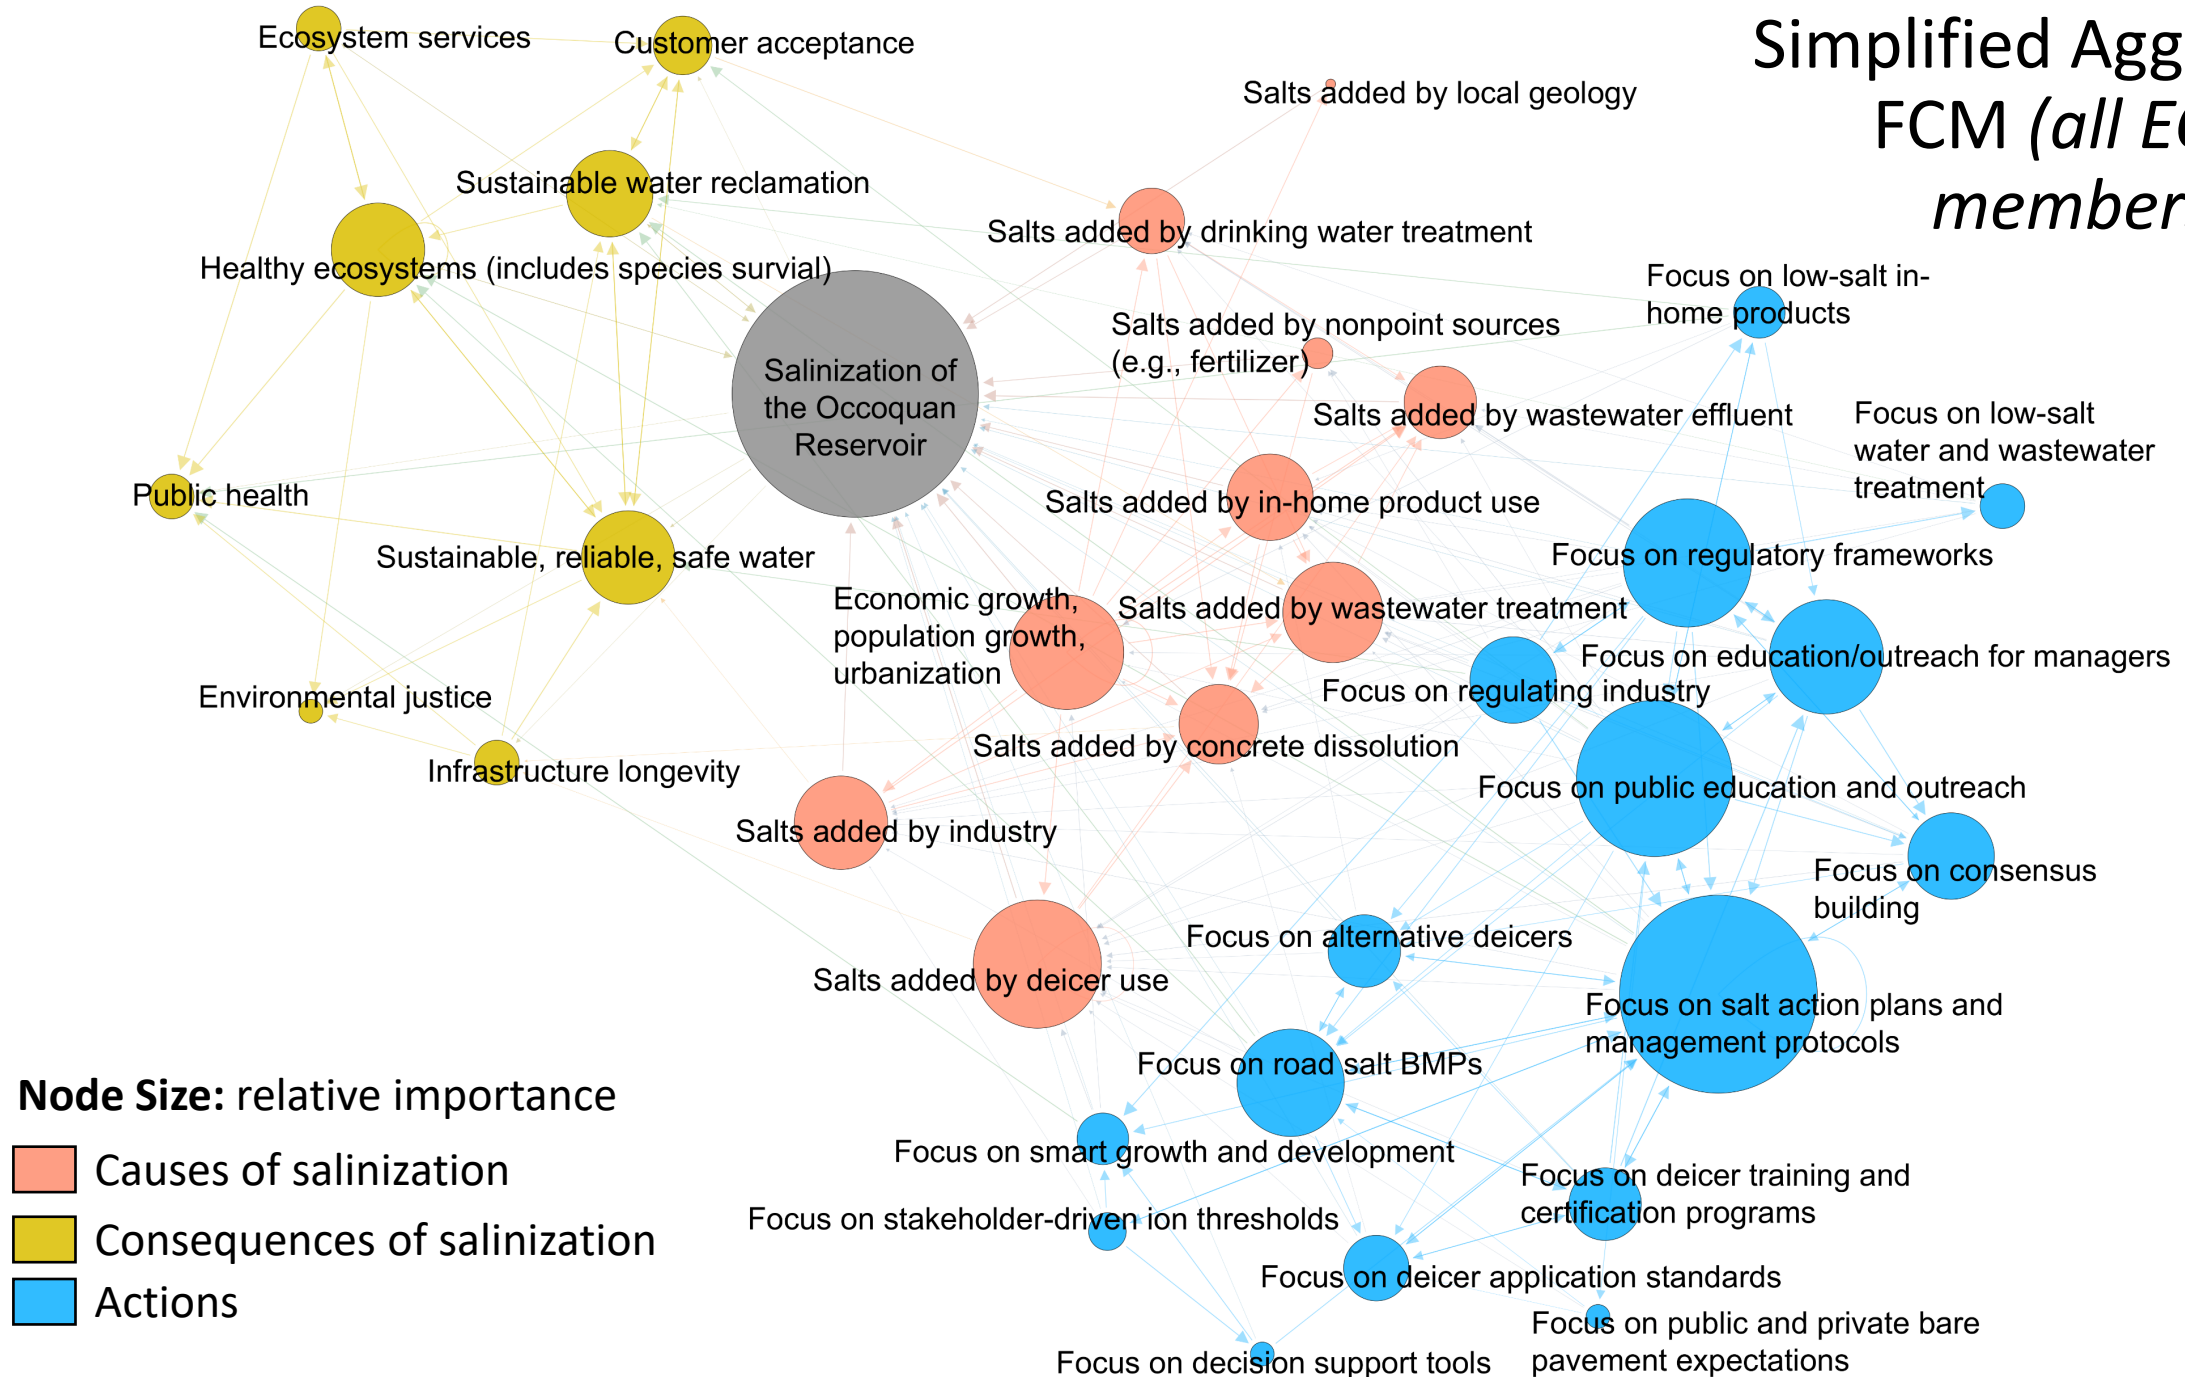 Simplified Agg
FCM (all E
member
Ecosystem services
Customer acceptance
Salts added by local geology
Sustainable water reclamation
Salts added by drinking water treatment
Healthy ecosystems (includes species survial)
Focus on low-salt in-
home products
Salts added by nonpoint sources
(e.g., fertilizer)
Salinization of
the Occoquan
Reservoir
Salts added by wastewater effluent
Focus on low-salt
water and wastewater
treatment
Public health
Salts added by in-home product use
Sustainable, reliable, safe water
Focus on regulatory frameworks
Economic growth,
population growth,
urbanization
Salts added by wastewater treatment
Focus on education/outreach for managers
Focus on regulating industry
Environmental justice
Salts added by concrete dissolution
Infrastructure longevity
Focus on public education and outreach
Salts added by industry
Focus on consensus
building
Focus on alternative deicers
Salts added by deicer use
Focus on salt action plans and
management protocols
Focus on road salt BMPs
Node Size: relative importance
Causes of salinization
Consequences of salinization
Actions
Focus on smart growth and development
Focus on deicer training and
certification programs
Focus on stakeholder-driven ion thresholds
Focus on deicer application standards
Focus on public and private bare
pavement expectations
Focus on decision support tools